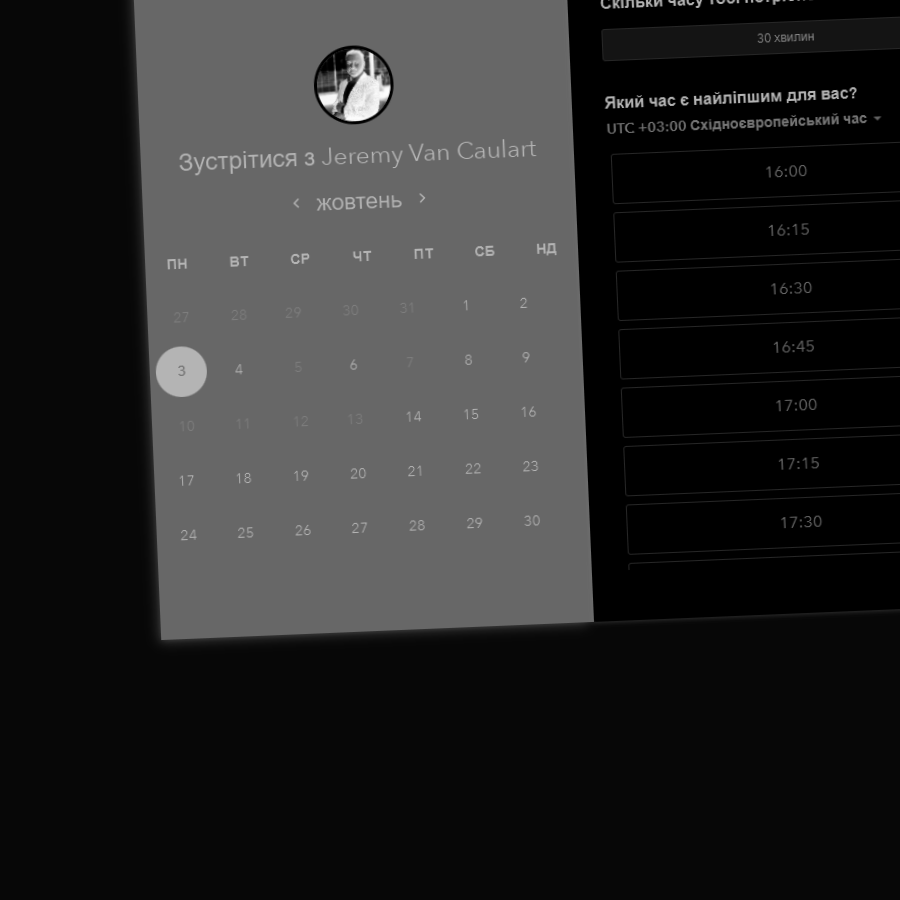 Зустрітися з Jeremy Van Caulart
жовтень
ПН ВТ СР ЧТ ПТ СБ НД
27 28 29 30 31 1 2
3 4 5 6 7 8 9
10 11 12 13 14 15 16
17 18 19 20 21 22 23
24 25 26 27 28 29 30
Скільки часу тобі
30 хвилин
Який час є найліпшим для вас?
UTC +03:00 Східноєвропейський час
16:00
16:15
16:30
16:45
17:00
17:15
17:30